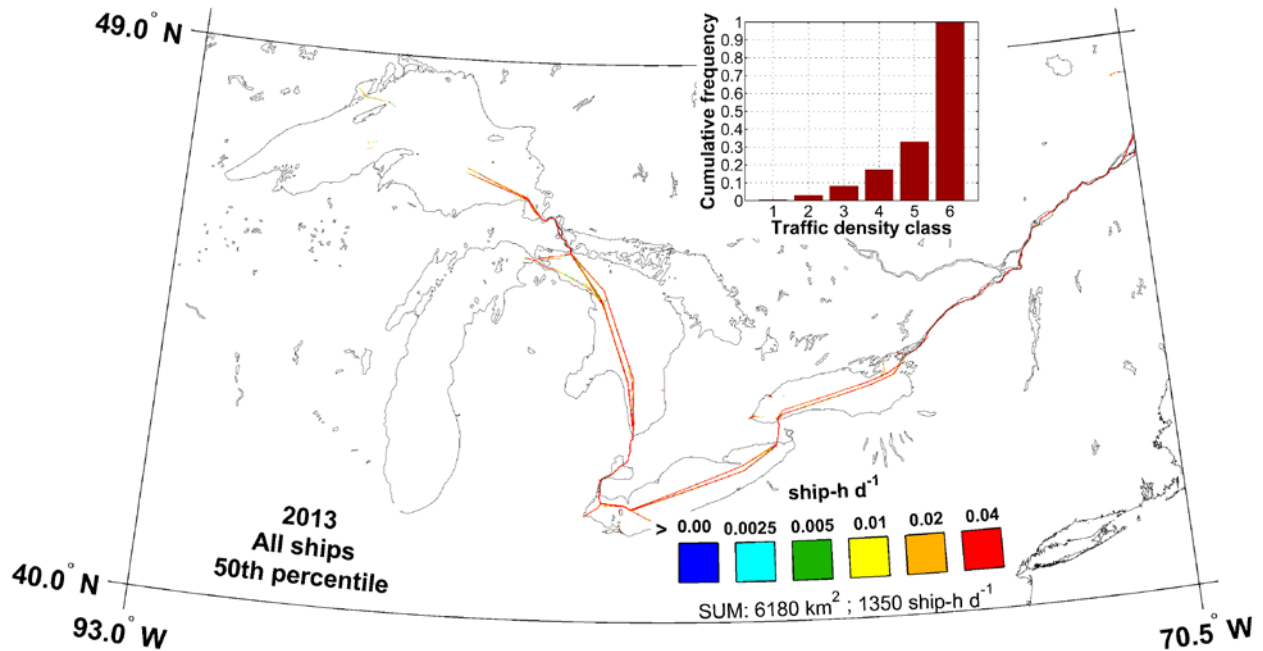 49.0° N
1
0.9
0.8
0.7
0.6
0.5
0.4
0.3
0.2
0.1
0
Cumulative frequency
1 2 3 4 5 6
Traffic density class
2013
All ships
50th percentile
ship-h d⁻¹
> 0.00 0.0025 0.005 0.01 0.02 0.04
SUM: 6180 km² ; 1350 ship-h d⁻¹
40.0° N
93.0° W
70.5° W